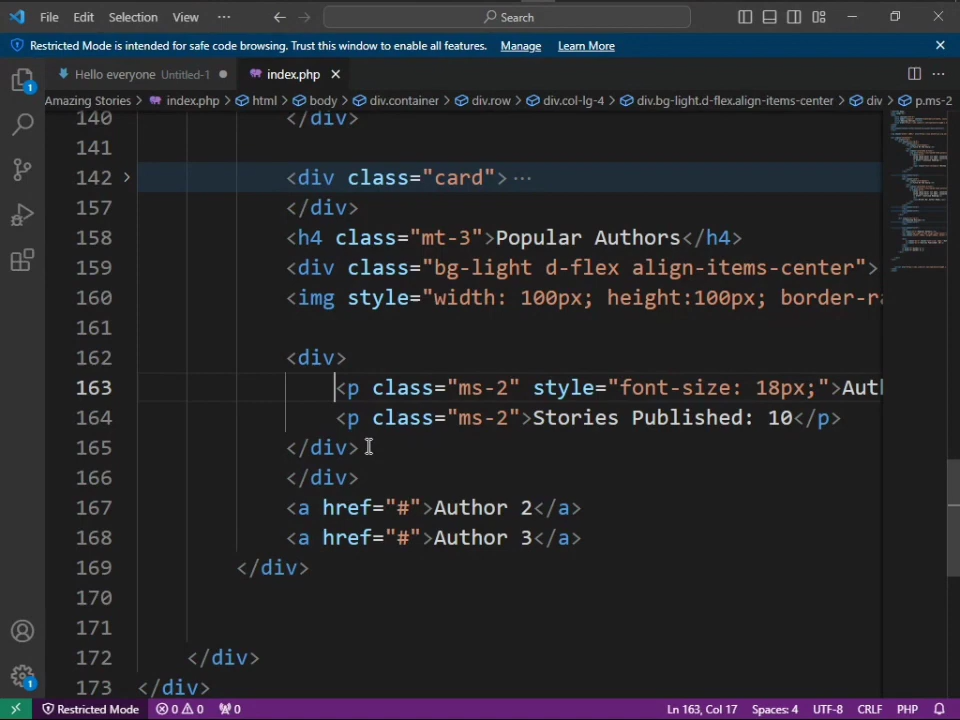 File Edit Selection View ··· Search
Restricted Mode is intended for safe code browsing. Trust this window to enable all features. Manage Learn More
Hello everyone Untitled-1 index.php
Amazing Stories > index.php > html > body > div.container > div.row > div.col-lg-4 > div.bg-light.d-flex.align-items-center > div > p.ms-2
140 </div>
141
142 <div class="card">···
157 </div>
158 <h4 class="mt-3">Popular Authors</h4>
159 <div class="bg-light d-flex align-items-center">
160 <img style="width: 100px; height:100px; border-ra
161
162 <div>
163 <p class="ms-2" style="font-size: 18px;">Auth
164 <p class="ms-2">Stories Published: 10</p>
165 </div>
166 </div>
167 <a href="#">Author 2</a>
168 <a href="#">Author 3</a>
169 </div>
170
171
172 </div>
173 </div>
1
1
Restricted Mode 0 0 0 Ln 163, Col 17 Spaces: 4 UTF-8 CRLF PHP